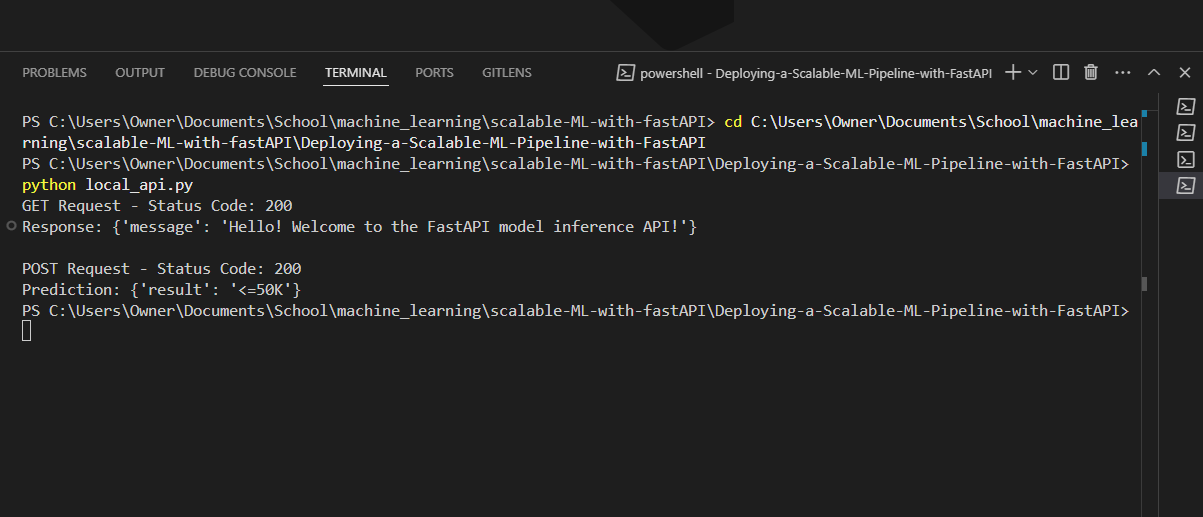 PROBLEMS OUTPUT DEBUG CONSOLE TERMINAL PORTS GITLENS powershell - Deploying-a-Scalable-ML-Pipeline-with-FastAPI
PS C:\Users\Owner\Documents\School\machine_learning\scalable-ML-with-fastAPI> cd C:\Users\Owner\Documents\School\machine_lea
rning\scalable-ML-with-fastAPI\Deploying-a-Scalable-ML-Pipeline-with-FastAPI
PS C:\Users\Owner\Documents\School\machine_learning\scalable-ML-with-fastAPI\Deploying-a-Scalable-ML-Pipeline-with-FastAPI>
python local_api.py
GET Request - Status Code: 200
Response: {'message': 'Hello! Welcome to the FastAPI model inference API!'}
POST Request - Status Code: 200
Prediction: {'result': '<=50K'}
PS C:\Users\Owner\Documents\School\machine_learning\scalable-ML-with-fastAPI\Deploying-a-Scalable-ML-Pipeline-with-FastAPI>